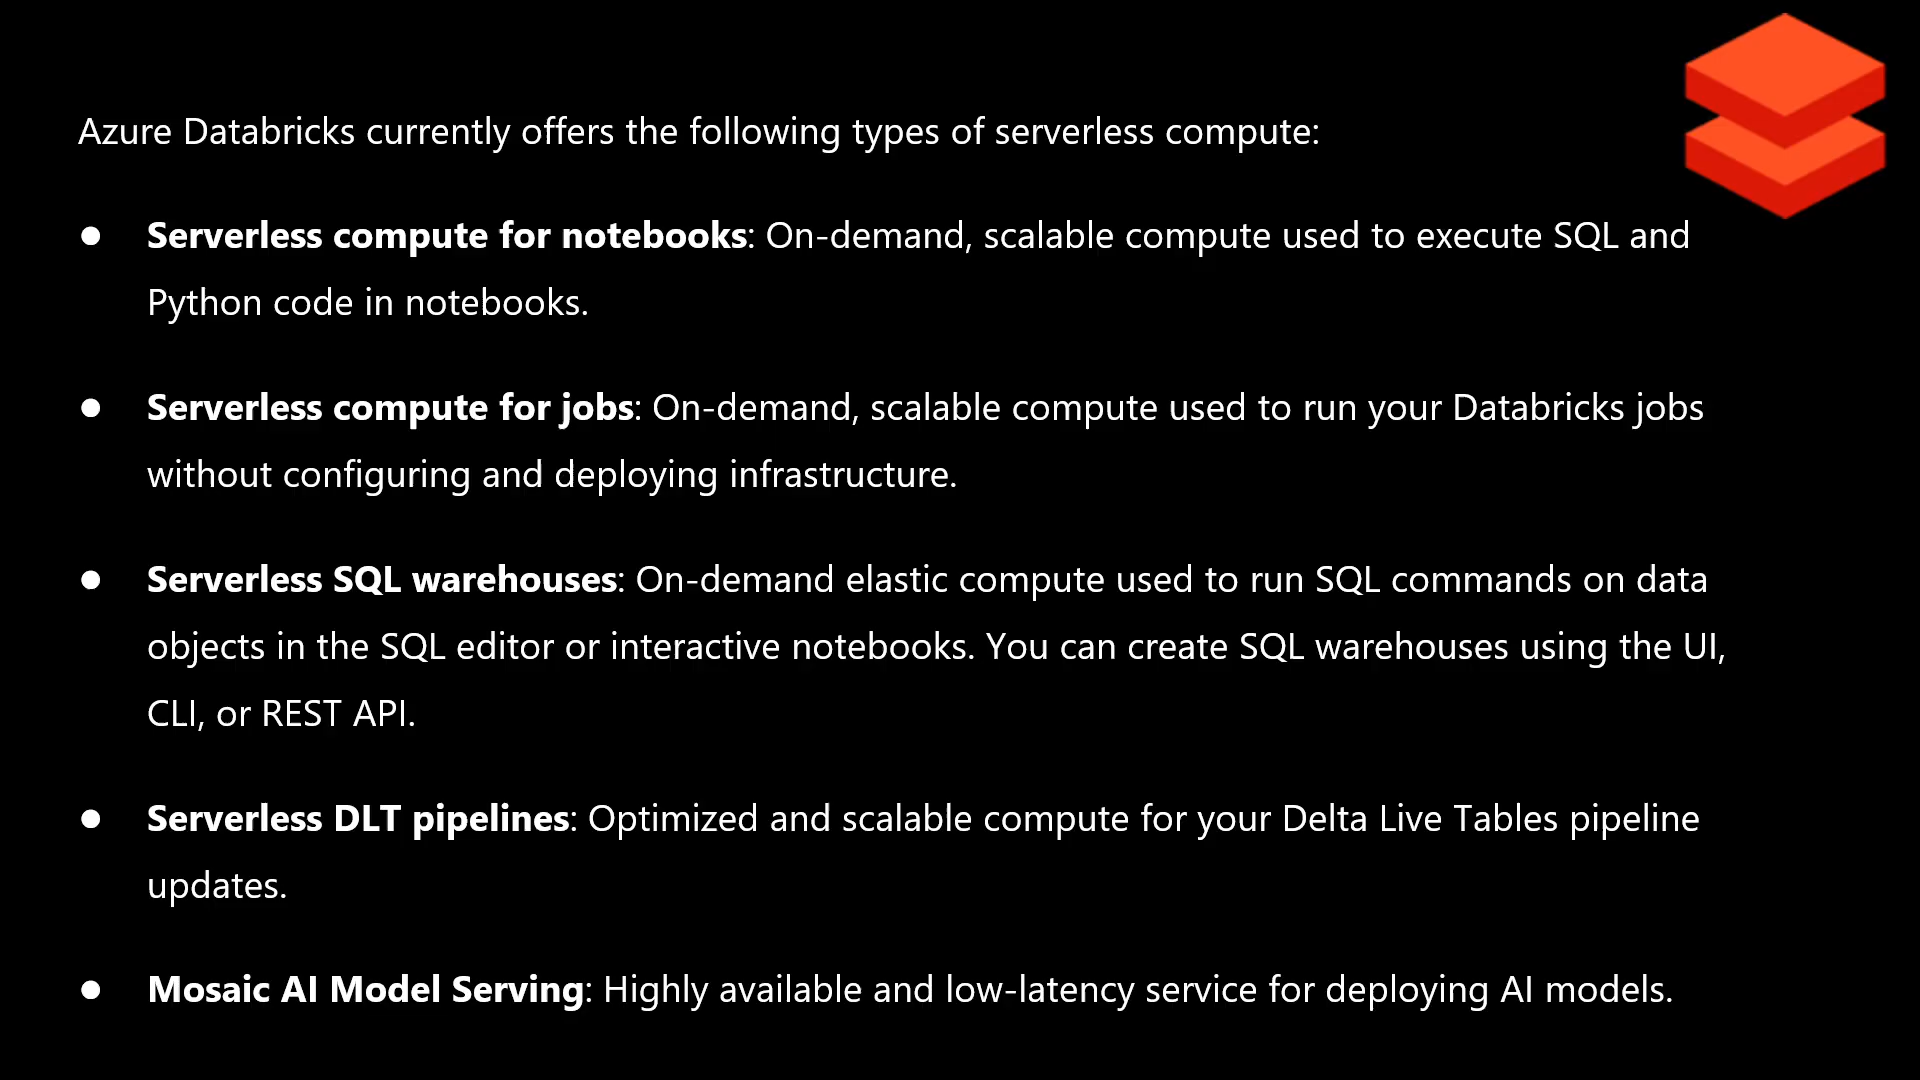 Azure Databricks currently offers the following types of serverless compute:
● Serverless compute for notebooks: On-demand, scalable compute used to execute SQL and
Python code in notebooks.
● Serverless compute for jobs: On-demand, scalable compute used to run your Databricks jobs
without configuring and deploying infrastructure.
● Serverless SQL warehouses: On-demand elastic compute used to run SQL commands on data
objects in the SQL editor or interactive notebooks. You can create SQL warehouses using the UI,
CLI, or REST API.
● Serverless DLT pipelines: Optimized and scalable compute for your Delta Live Tables pipeline
updates.
● Mosaic AI Model Serving: Highly available and low-latency service for deploying AI models.